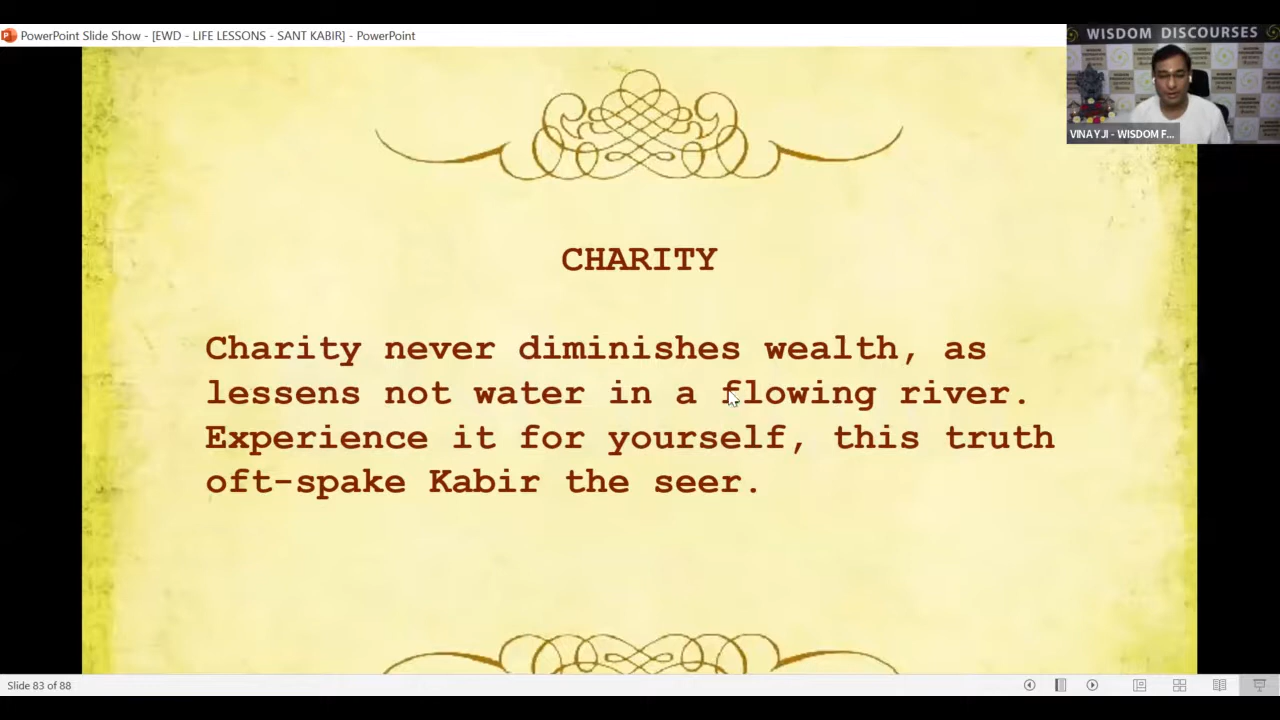 PowerPoint Slide Show - [EWD - LIFE LESSONS - SANT KABIR] - PowerPoint
WISDOM DISCOURSES
VINAYJI - WISDOM F...
CHARITY
Charity never diminishes wealth, as
lessens not water in a flowing river.
Experience it for yourself, this truth
oft-spake Kabir the seer.
Slide 83 of 88